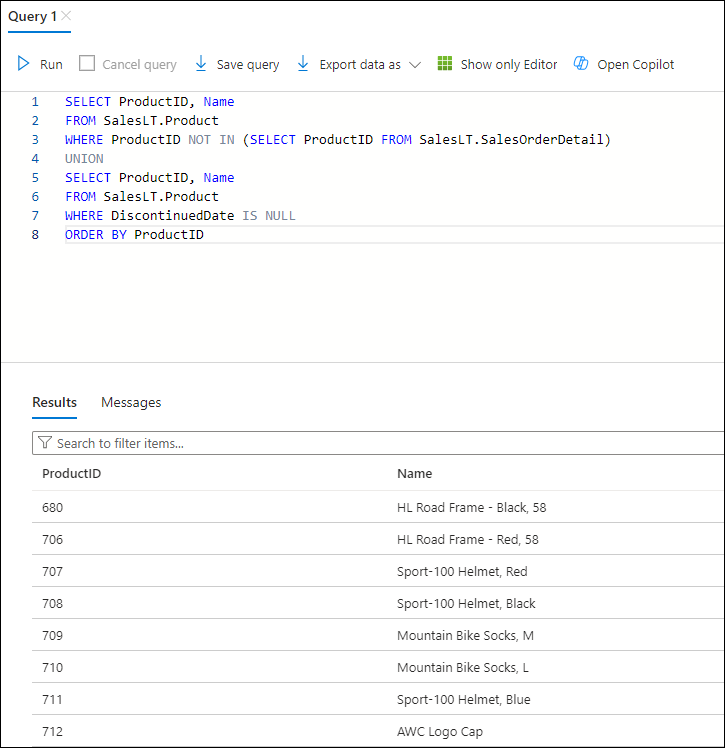 Query 1
Run Cancel query Save query Export data as Show only Editor Open Copilot
1 SELECT ProductID, Name
2 FROM SalesLT.Product
3 WHERE ProductID NOT IN (SELECT ProductID FROM SalesLT.SalesOrderDetail)
4 UNION
5 SELECT ProductID, Name
6 FROM SalesLT.Product
7 WHERE DiscontinuedDate IS NULL
8 ORDER BY ProductID
Results Messages
Search to filter items...
ProductID Name
680 HL Road Frame - Black, 58
706 HL Road Frame - Red, 58
707 Sport-100 Helmet, Red
708 Sport-100 Helmet, Black
709 Mountain Bike Socks, M
710 Mountain Bike Socks, L
711 Sport-100 Helmet, Blue
712 AWC Logo Cap